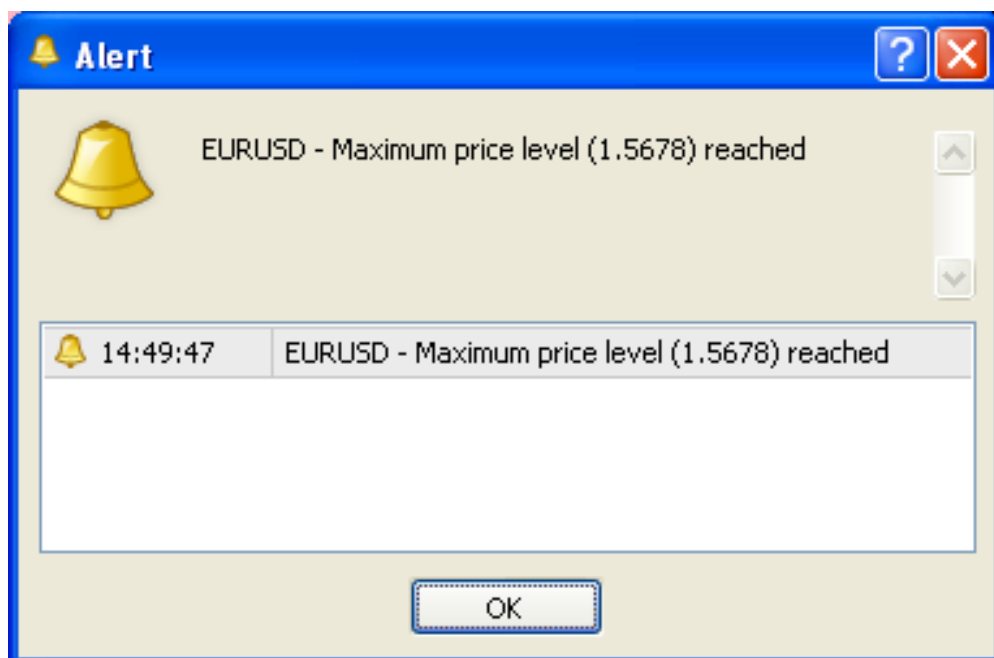 Alert
?
EURUSD - Maximum price level (1.5678) reached
14:49:47 EURUSD - Maximum price level (1.5678) reached
OK